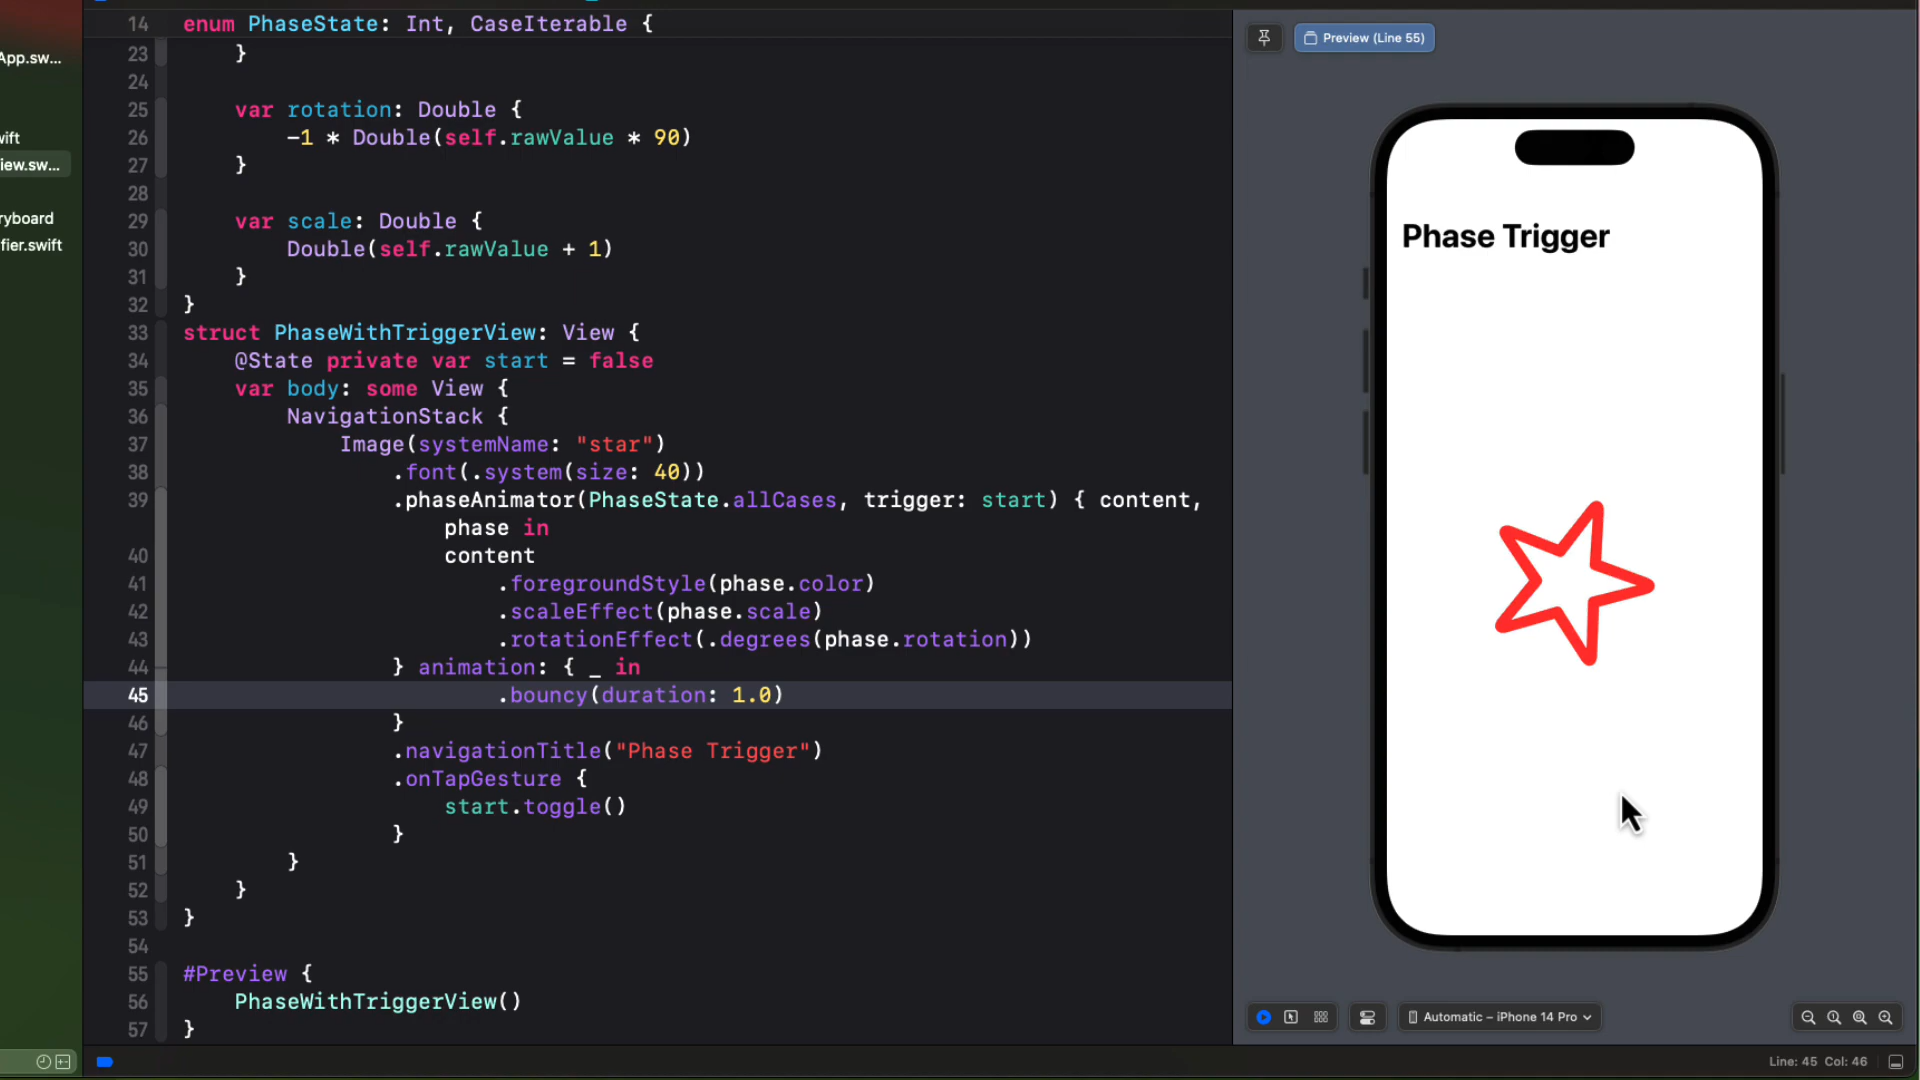 App.sw...
wift
iew.sw...
ryboard
fier.swift
14 enum PhaseState: Int, CaseIterable {
23 }
24
25 var rotation: Double {
26 -1 * Double(self.rawValue * 90)
27 }
28
29 var scale: Double {
30 Double(self.rawValue + 1)
31 }
32 }
33 struct PhaseWithTriggerView: View {
34 @State private var start = false
35 var body: some View {
36 NavigationStack {
37 Image(systemName: "star")
38 .font(.system(size: 40))
39 .phaseAnimator(PhaseState.allCases, trigger: start) { content,
phase in
40 content
41 .foregroundStyle(phase.color)
42 .scaleEffect(phase.scale)
43 .rotationEffect(.degrees(phase.rotation))
44 } animation: { _ in
45 .bouncy(duration: 1.0)
46 }
47 .navigationTitle("Phase Trigger")
48 .onTapGesture {
49 start.toggle()
50 }
51 }
52 }
53 }
54
55 #Preview {
56 PhaseWithTriggerView()
57 }
Preview (Line 55)
Phase Trigger
Automatic – iPhone 14 Pro
Line: 45 Col: 46